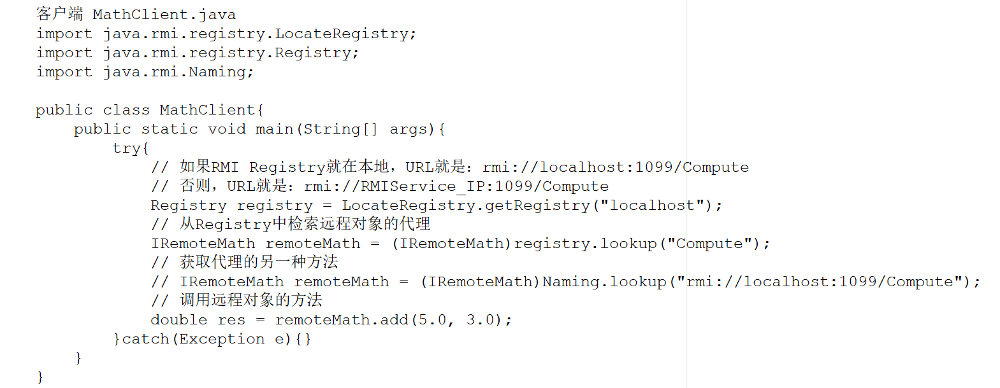 客户端 MathClient.java
import java.rmi.registry.LocateRegistry;
import java.rmi.registry.Registry;
import java.rmi.Naming;

public class MathClient{
    public static void main(String[] args){
        try{
            // 如果RMI Registry就在本地，URL就是：rmi://localhost:1099/Compute
            // 否则，URL就是：rmi://RMIService_IP:1099/Compute
            Registry registry = LocateRegistry.getRegistry("localhost");
            // 从Registry中检索远程对象的代理
            IRemoteMath remoteMath = (IRemoteMath)registry.lookup("Compute");
            // 获取代理的另一种方法
            // IRemoteMath remoteMath = (IRemoteMath)Naming.lookup("rmi://localhost:1099/Compute");
            // 调用远程对象的方法
            double res = remoteMath.add(5.0, 3.0);
        }catch(Exception e){}
    }
}